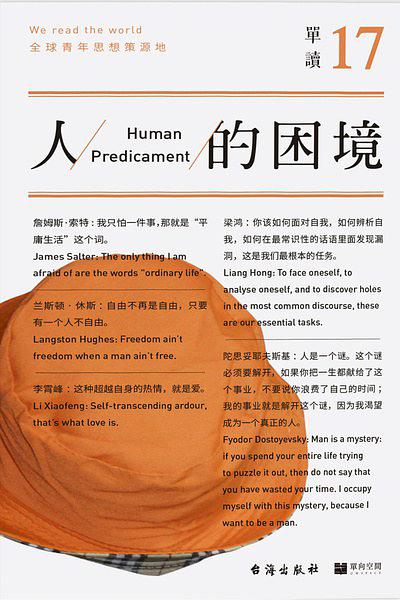 We read the world
全球青年思想策源地
單讀 17
人/Human Predicament/的困境
詹姆斯·索特：我只怕一件事，那就是“平
庸生活”这个词。
James Salter: The only thing I am
afraid of are the words "ordinary life".
兰斯顿·休斯：自由不再是自由，只要
有一个人不自由。
Langston Hughes: Freedom ain't
freedom when a man ain't free.
李霄峰：这种超越自身的热情，就是爱。
Li Xiaofeng: Self-transcending ardour,
that's what love is.
梁鸿：你该如何面对自我，如何辨析自
我，如何在最常识性的话语里面发现漏
洞，这是我们最根本的任务。
Liang Hong: To face oneself, to
analyse oneself, and to discover holes
in the most common discourse, these
are our essential tasks.
陀思妥耶夫斯基：人是一个谜。这个谜
必须要解开，如果你把一生都献给了这
个事业，不要说你浪费了自己的时间；
我的事业就是解开这个谜，因为我渴望
成为一个真正的人。
Fyodor Dostoyevsky: Man is a mystery:
if you spend your entire life trying
to puzzle it out, then do not say that
you have wasted your time. I occupy
myself with this mystery, because I
want to be a man.
台海出版社
單向空間
OWSPACE